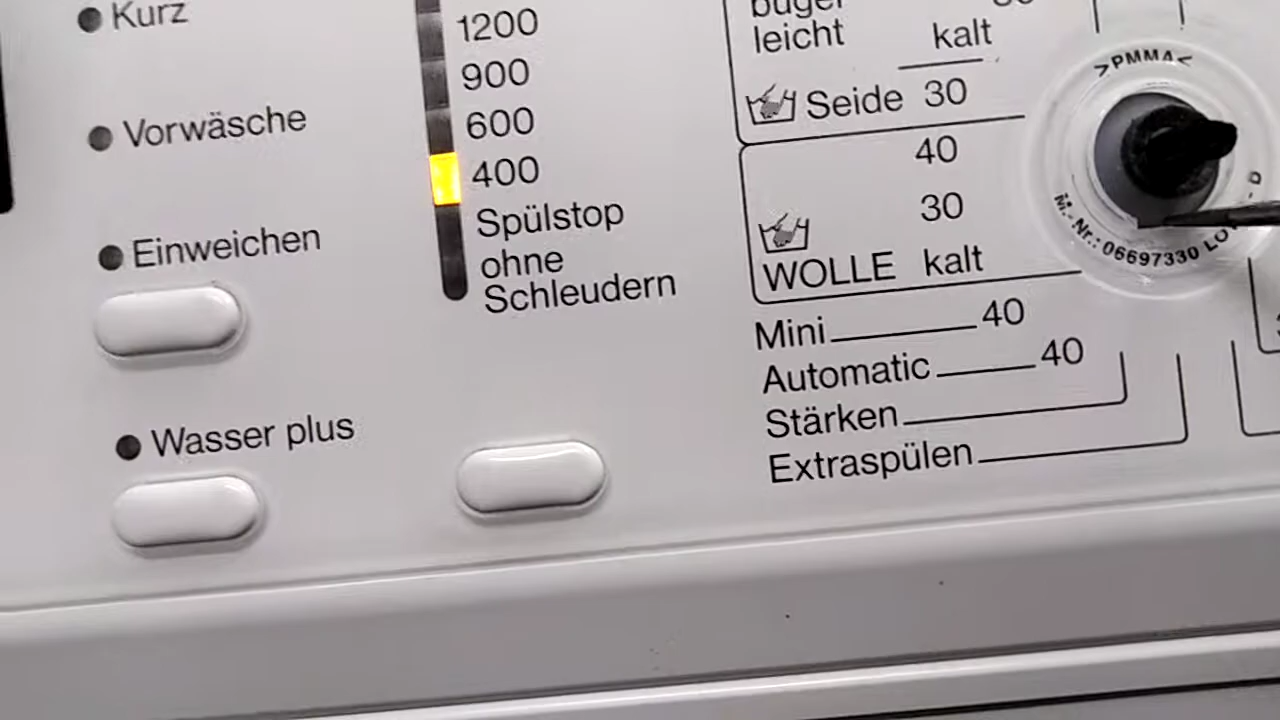 Kurz
Vorwäsche
Einweichen
Wasser plus
1200
900
600
400
Spülstop
ohne
Schleudern
bügel
leicht
kalt
Seide 30
40
30
WOLLE kalt
Mini 40
Automatic 40
Stärken
Extraspülen
>PMMA<
M.-Nr.: 06697330